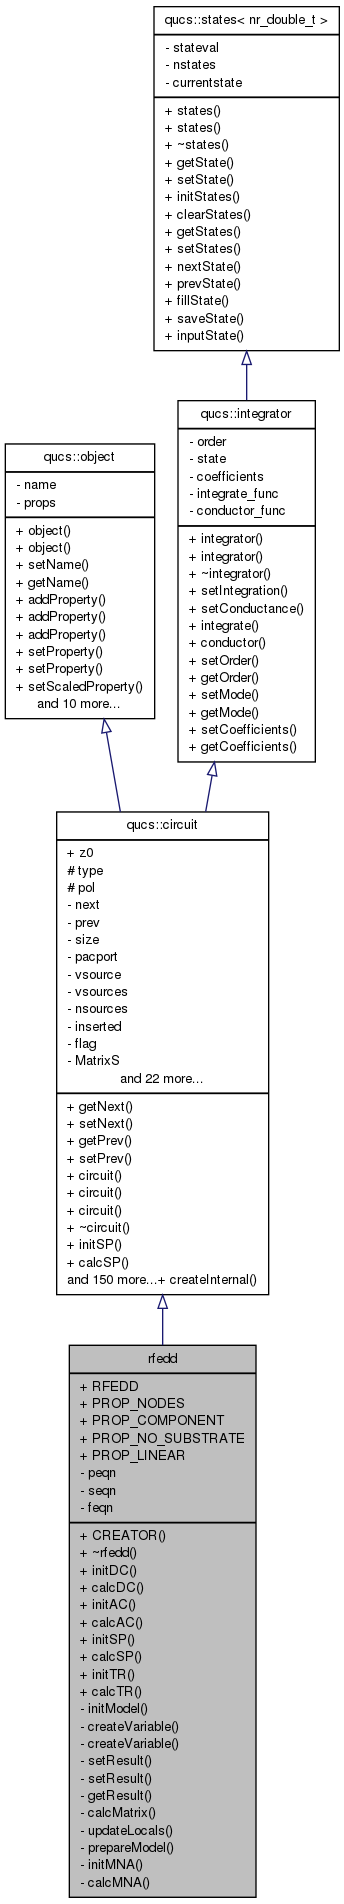 qucs::states< nr_double_t >
- stateval
- nstates
- currentstate
+ states()
+ states()
+ ~states()
+ getState()
+ setState()
+ initStates()
+ clearStates()
+ getStates()
+ setStates()
+ nextState()
+ prevState()
+ fillState()
+ saveState()
+ inputState()
qucs::integrator
- order
- state
- coefficients
- integrate_func
- conductor_func
+ integrator()
+ integrator()
+ ~integrator()
+ setIntegration()
+ setConductance()
+ integrate()
+ conductor()
+ setOrder()
+ getOrder()
+ setMode()
+ getMode()
+ setCoefficients()
+ getCoefficients()
qucs::object
- name
- props
+ object()
+ object()
+ setName()
+ getName()
+ addProperty()
+ addProperty()
+ addProperty()
+ setProperty()
+ setProperty()
+ setScaledProperty()
and 10 more...
qucs::circuit
+ z0
# type
# pol
- next
- prev
- size
- pacport
- vsource
- vsources
- nsources
- inserted
- flag
- MatrixS
and 22 more...
+ getNext()
+ setNext()
+ getPrev()
+ setPrev()
+ circuit()
+ circuit()
+ circuit()
+ ~circuit()
+ initSP()
+ calcSP()
and 150 more...+ createInternal()
rfedd
+ RFEDD
+ PROP_NODES
+ PROP_COMPONENT
+ PROP_NO_SUBSTRATE
+ PROP_LINEAR
- peqn
- seqn
- feqn
+ CREATOR()
+ ~rfedd()
+ initDC()
+ calcDC()
+ initAC()
+ calcAC()
+ initSP()
+ calcSP()
+ initTR()
+ calcTR()
- initModel()
- createVariable()
- createVariable()
- setResult()
- setResult()
- getResult()
- calcMatrix()
- updateLocals()
- prepareModel()
- initMNA()
- calcMNA()